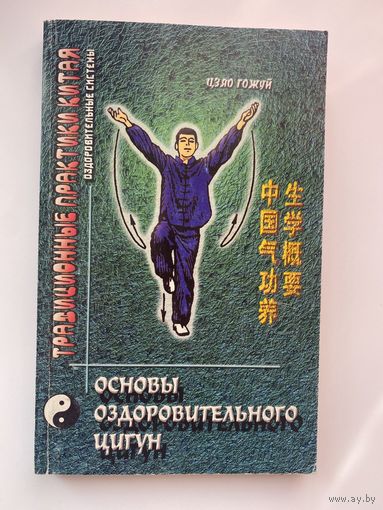 ТРАДИЦИОННЫЕ ПРАКТИКИ КИТАЯ
ОЗДОРОВИТЕЛЬНЫЕ СИСТЕМЫ
ЦЗЯО ГОЖУЙ
中国气功养
生学概要
ОСНОВЫ
ОЗДОРОВИТЕЛЬНОГО
ЦИГУН
www.ay.by